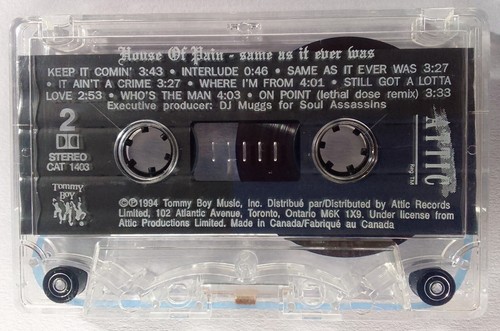 House Of Pain - same as it ever was
KEEP IT COMIN' 3:43 • INTERLUDE 0:46 • SAME AS IT EVER WAS 3:27
• IT AIN'T A CRIME 3:27 • WHERE I'M FROM 4:01 • STILL GOT A LOTTA
LOVE 2:53 • WHO'S THE MAN 4:03 • ON POINT (lethal dose remix) 3:33
Executive producer: DJ Muggs for Soul Assassins
2
STEREO
CAT 1403
ATTIC
Reg. TM
Tommy
Boy
©℗1994 Tommy Boy Music, Inc. Distribué par/Distributed by Attic Records
Limited, 102 Atlantic Avenue, Toronto, Ontario M6K 1X9. Under license from
Attic Productions Limited. Made in Canada/Fabriqué au Canada